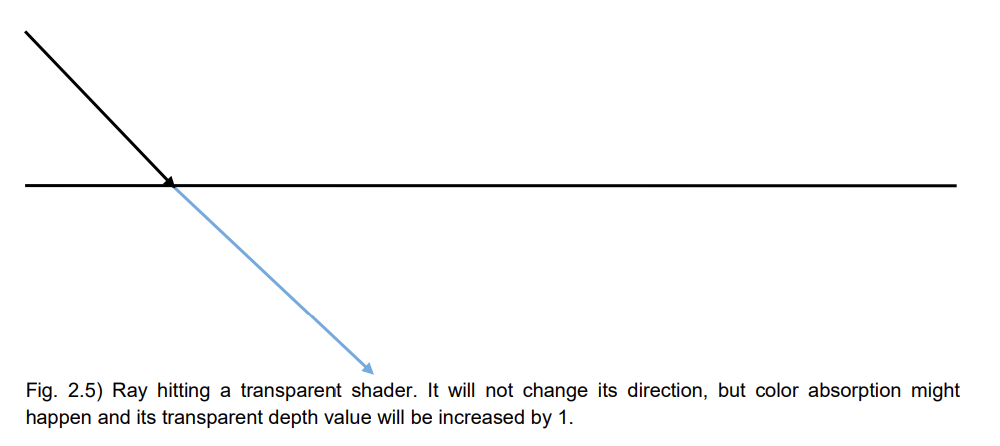 Fig. 2.5) Ray hitting a transparent shader. It will not change its direction, but color absorption might
happen and its transparent depth value will be increased by 1.